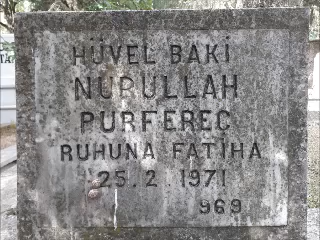 HÜVEL BAKİ
NURULLAH
PURFEREC
RUHUNA FATİHA
25.2.1971
969